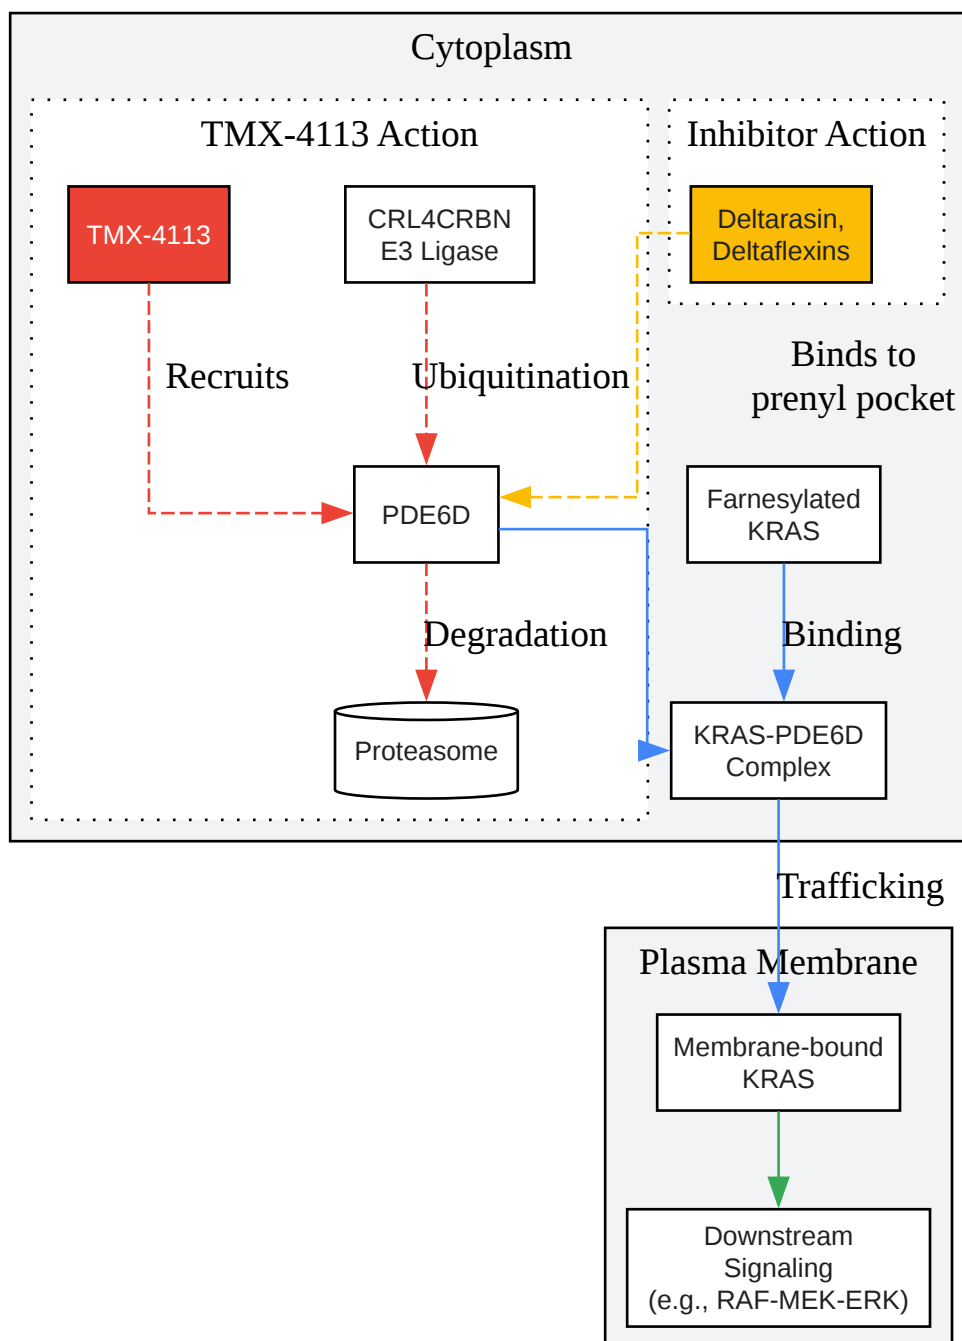 Cytoplasm
TMX-4113 Action
Inhibitor Action
TMX-4113
CRL4CRBN
E3 Ligase
Deltarasin,
Deltaflexins
Recruits
Ubiquitination
Binds to
prenyl pocket
PDE6D
Farnesylated
KRAS
Degradation
Binding
Proteasome
KRAS-PDE6D
Complex
Trafficking
Plasma Membrane
Membrane-bound
KRAS
Downstream
Signaling
(e.g., RAF-MEK-ERK)